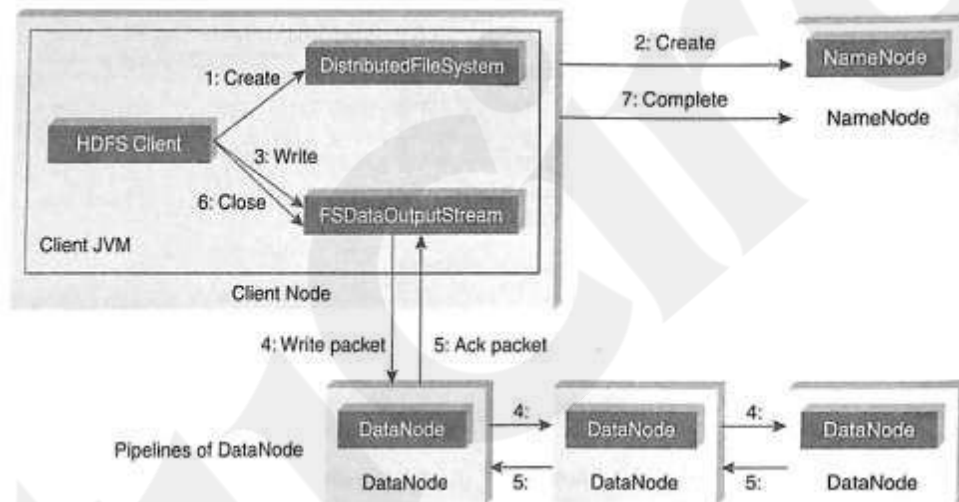 1: Create
DistributedFileSystem
2: Create
NameNode
7: Complete
NameNode
HDFS Client
3: Write
6: Close
FSDataOutputStream
Client JVM
Client Node
4: Write packet
5: Ack packet
Pipelines of DataNode
DataNode
4:
DataNode
4:
DataNode
DataNode
5:
DataNode
5:
DataNode